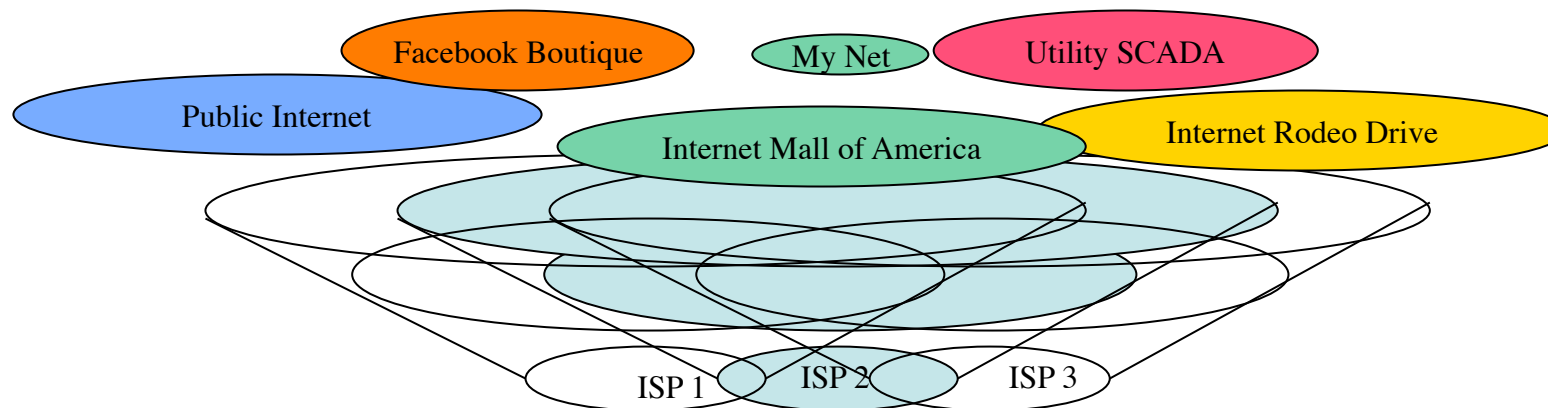 Facebook Boutique
My Net
Utility SCADA
Public Internet
Internet Mall of America
Internet Rodeo Drive
ISP 1
ISP 2
ISP 3